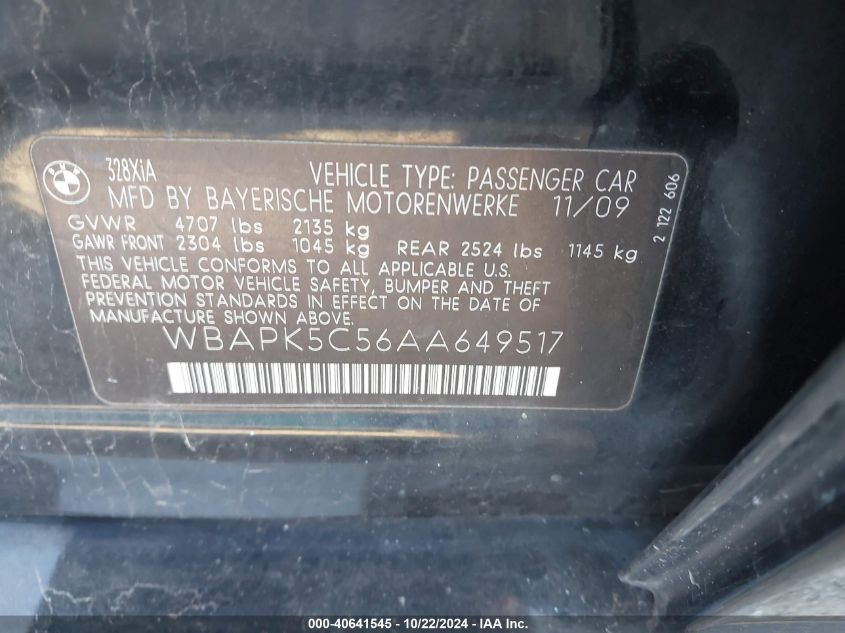 BMW
328XiA VEHICLE TYPE: PASSENGER CAR
MFD BY BAYERISCHE MOTORENWERKE 11/09
GVWR 4707 lbs 2135 kg
GAWR FRONT 2304 lbs 1045 kg REAR 2524 lbs 1145 kg
THIS VEHICLE CONFORMS TO ALL APPLICABLE U.S.
FEDERAL MOTOR VEHICLE SAFETY, BUMPER AND THEFT
PREVENTION STANDARDS IN EFFECT ON THE DATE OF
MANUFACTURE SHOWN ABOVE.
WBAPK5C56AA649517
2 122 606
000-40641545 - 10/22/2024 - IAAI Inc.